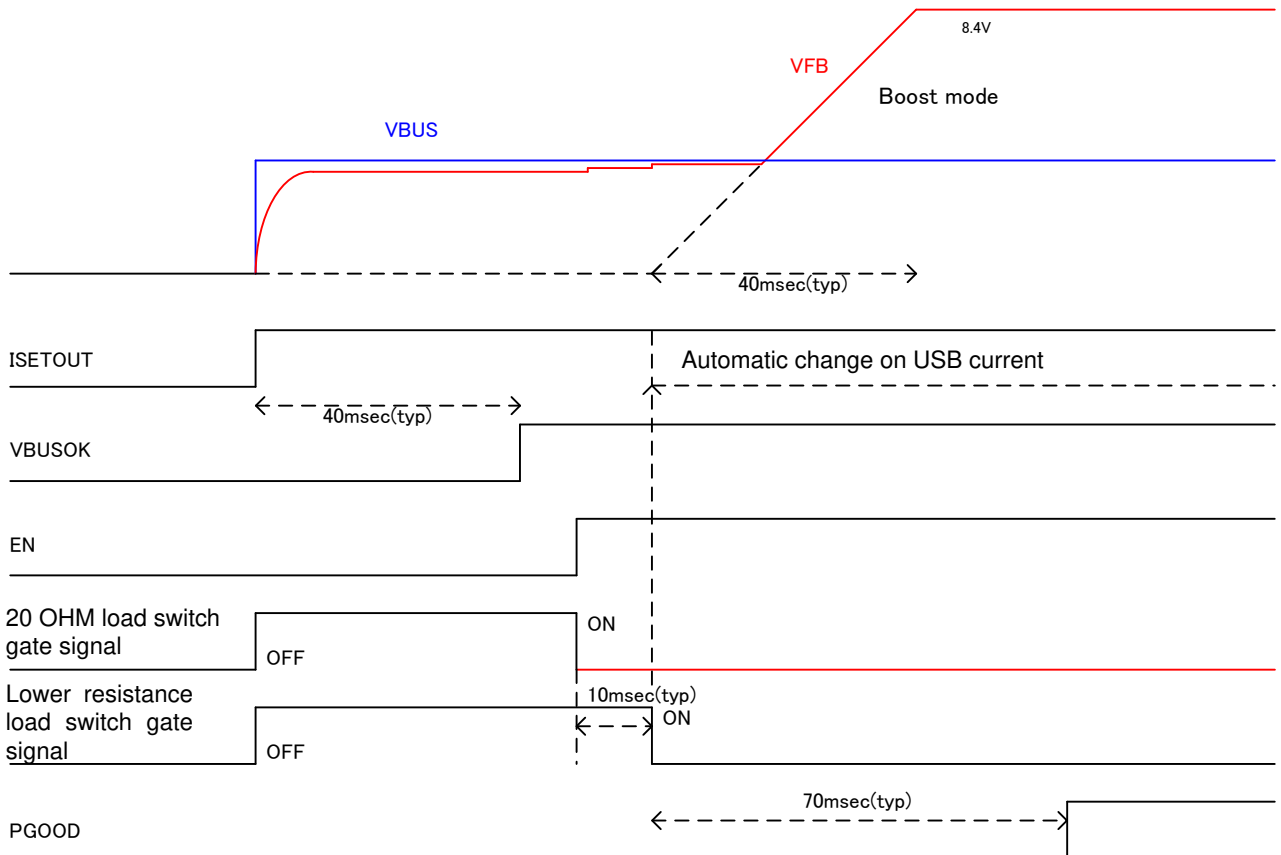 8.4V
VFB
Boost mode
VBUS
40msec(typ)
ISETOUT
Automatic change on USB current
40msec(typ)
VBUSOK
EN
20 OHM load switch
gate signal
ON
OFF
Lower resistance
load switch gate
signal
10msec(typ)
ON
OFF
70msec(typ)
PGOOD